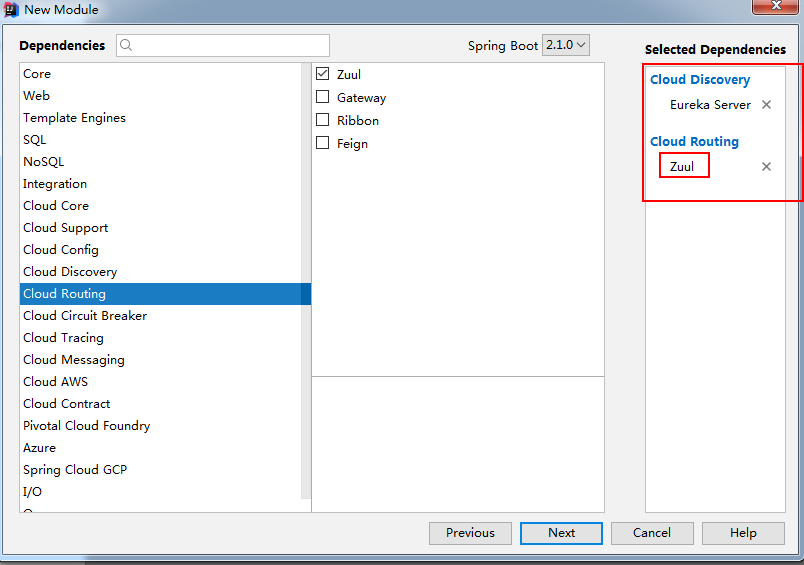 New Module
Dependencies
Spring Boot 2.1.0
Selected Dependencies
Core
Web
Template Engines
SQL
NoSQL
Integration
Cloud Core
Cloud Support
Cloud Config
Cloud Discovery
Cloud Routing
Cloud Circuit Breaker
Cloud Tracing
Cloud Messaging
Cloud AWS
Cloud Contract
Pivotal Cloud Foundry
Azure
Spring Cloud GCP
I/O
Zuul
Gateway
Ribbon
Feign
Cloud Discovery
Eureka Server
Cloud Routing
Zuul
Previous
Next
Cancel
Help